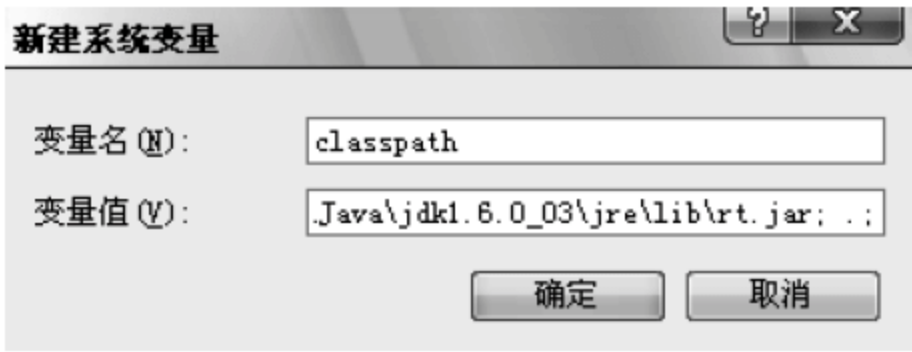 新建系统变量
变量名(N): classpath
变量值(V): .Java\jdk1.6.0_03\jre\lib\rt.jar; .;
确定 取消